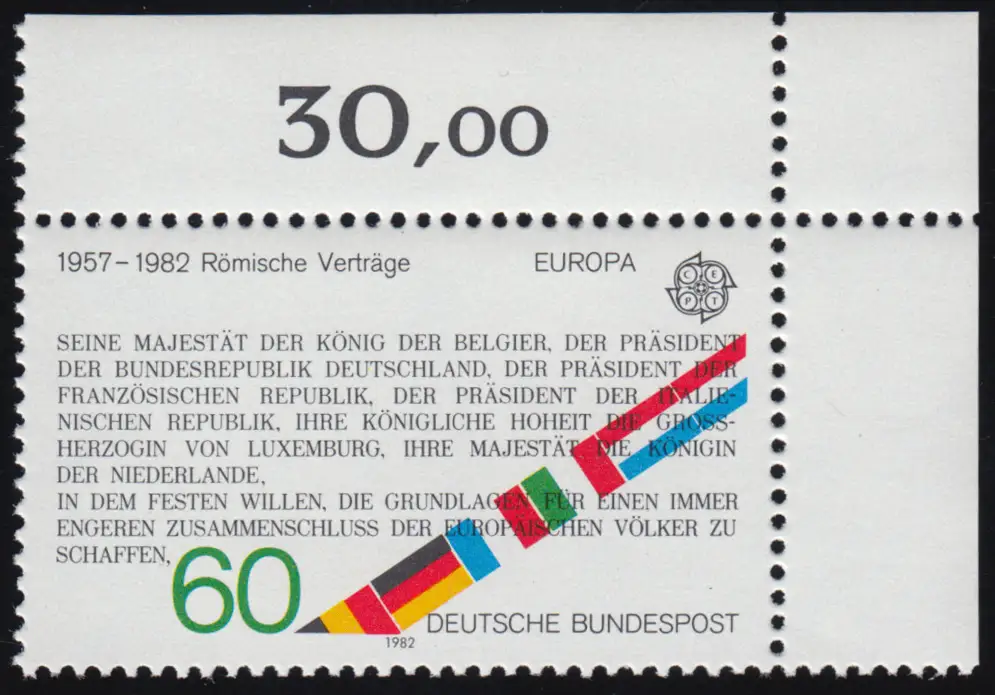 30,00
1957 – 1982 Römische Verträge EUROPA
C E
P T
SEINE MAJESTÄT DER KÖNIG DER BELGIER, DER PRÄSIDENT
DER BUNDESREPUBLIK DEUTSCHLAND, DER PRÄSIDENT DER
FRANZÖSISCHEN REPUBLIK, DER PRÄSIDENT DER ITALIE-
NISCHEN REPUBLIK, IHRE KÖNIGLICHE HOHEIT DIE GROSS-
HERZOGIN VON LUXEMBURG, IHRE MAJESTÄT DIE KÖNIGIN
DER NIEDERLANDE,
IN DEM FESTEN WILLEN, DIE GRUNDLAGEN FÜR EINEN IMMER
ENGEREN ZUSAMMENSCHLUSS DER EUROPÄISCHEN VÖLKER ZU
SCHAFFEN,
60
DEUTSCHE BUNDESPOST
1982